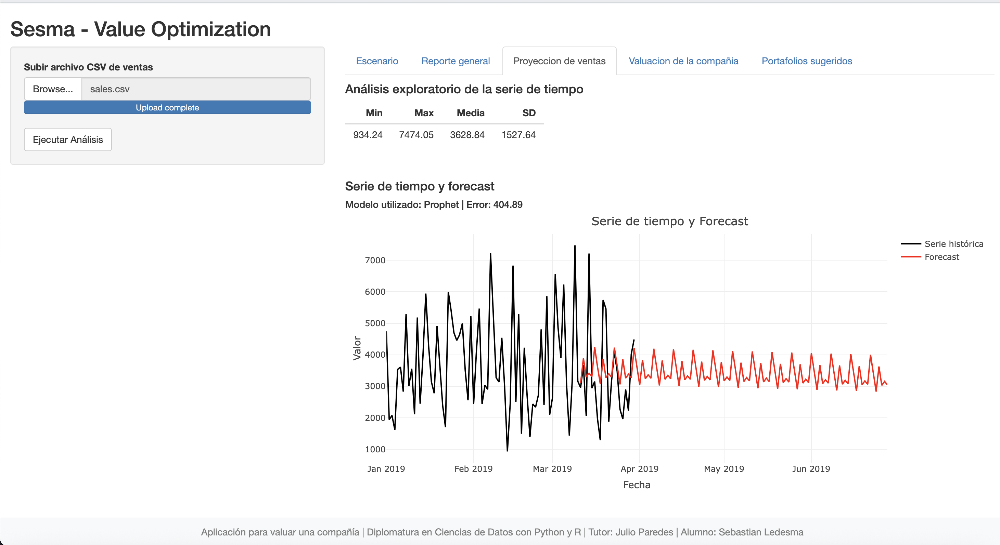 Sesma - Value Optimization
Subir archivo CSV de ventas
Browse... sales.csv
Upload complete
Ejecutar Análisis
Escenario Reporte general Proyeccion de ventas Valuacion de la compañia Portafolios sugeridos
Análisis exploratorio de la serie de tiempo
Min Max Media SD
934.24 7474.05 3628.84 1527.64
Serie de tiempo y forecast
Modelo utilizado: Prophet | Error: 404.89
Serie de tiempo y Forecast
Serie histórica
Forecast
Valor
7000
6000
5000
4000
3000
2000
1000
Jan 2019 Feb 2019 Mar 2019 Apr 2019 May 2019 Jun 2019
Fecha
Aplicación para valuar una compañía | Diplomatura en Ciencias de Datos con Python y R | Tutor: Julio Paredes | Alumno: Sebastian Ledesma